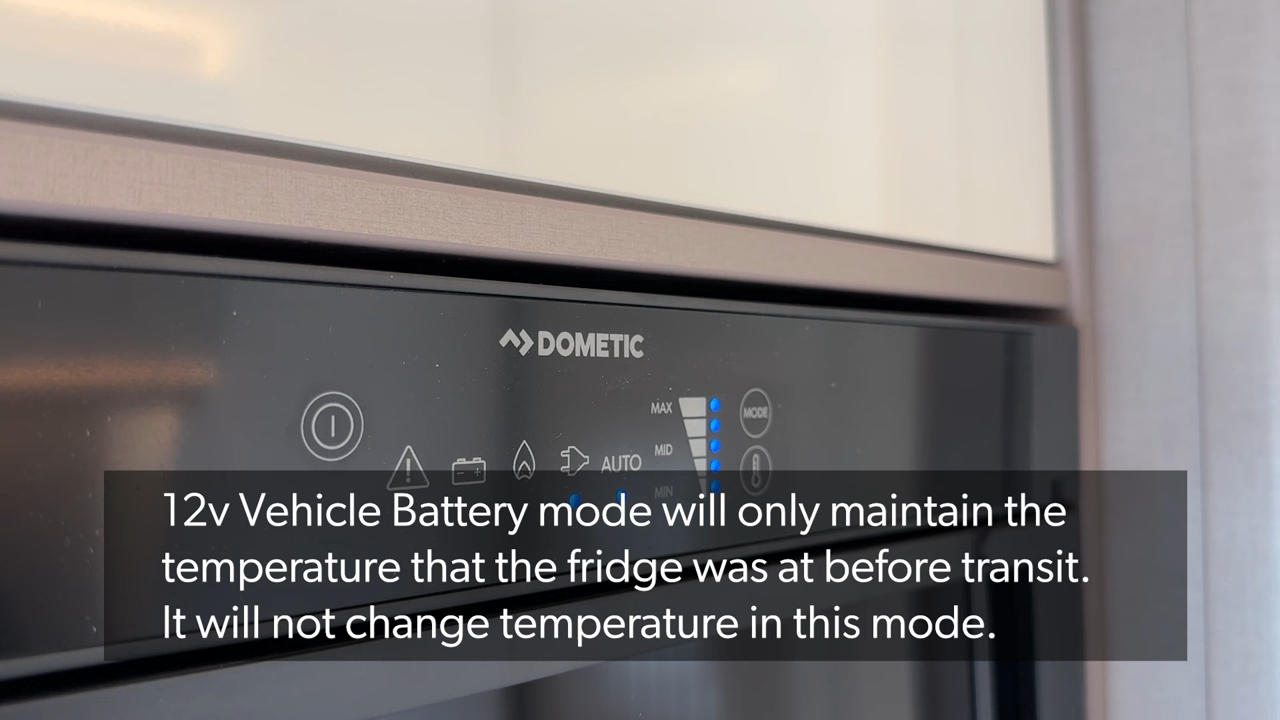 DOMETIC
MAX
MODE
MID
AUTO
MIN
12v Vehicle Battery mode will only maintain the
temperature that the fridge was at before transit.
It will not change temperature in this mode.